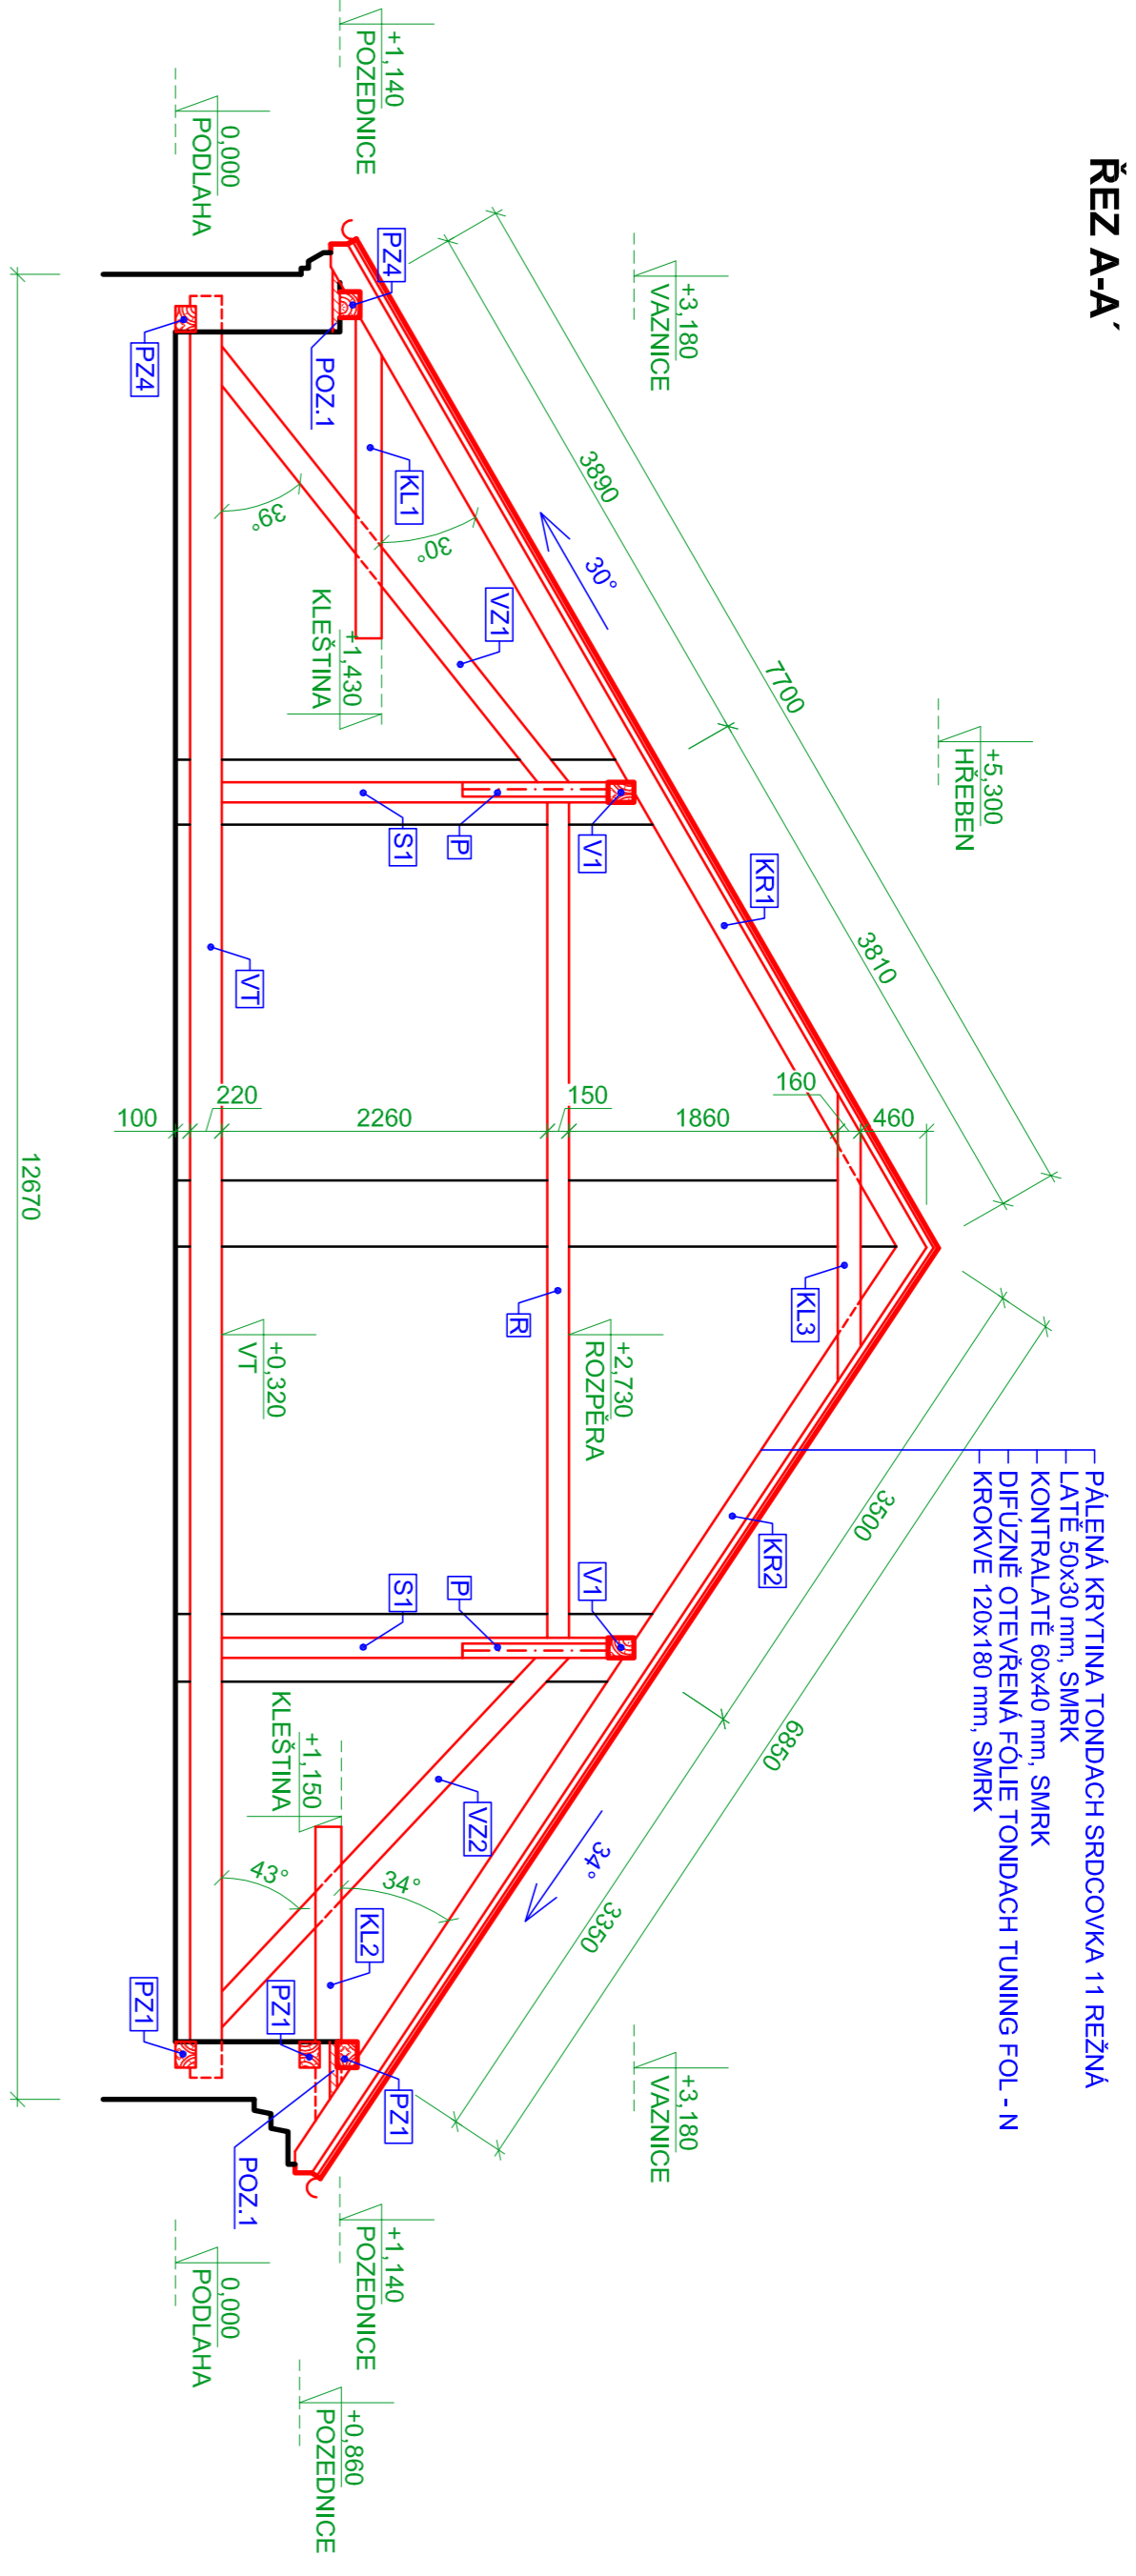 ŘEZ A-A´
PÁLENÁ KRYTINA TONDACH SRDCOVKA 11 REŽNÁ
LATĚ 50x30 mm, SMRK
KONTRALATĚ 60x40 mm, SMRK
DIFÚZNĚ OTEVŘENÁ FÓLIE TONDACH TUNING FOL - N
KROKVE 120x180 mm, SMRK
+5,300
HŘEBEN
7700
6850
3890
3810
3500
3350
30°
34°
+3,180
VAZNICE
+3,180
VAZNICE
460
KL3
160
1860
KR1
KR2
V1
V1
+2,730
ROZPĚRA
150
R
P
P
VZ1
VZ2
S1
S1
2260
30°
34°
39°
43°
KL1
KL2
+1,430
KLEŠTINA
+1,150
KLEŠTINA
PZ4
POZ.1
PZ1
PZ1
POZ.1
+1,140
POZEDNICE
+1,140
POZEDNICE
+0,860
POZEDNICE
+0,320
VT
VT
220
100
PZ4
PZ1
0,000
PODLAHA
0,000
PODLAHA
12670